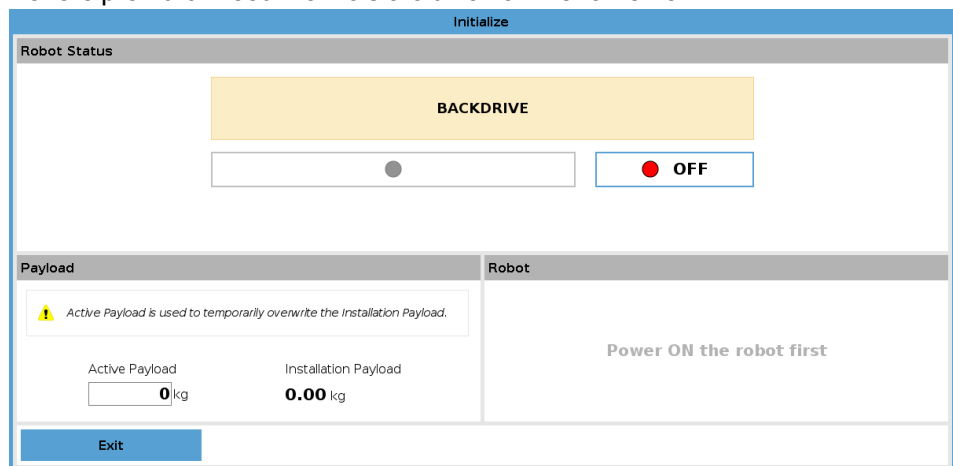 Initialize
Robot Status
BACKDRIVE
OFF
Payload
Robot
Active Payload is used to temporarily overwrite the Installation Payload.
Power ON the robot first
Active Payload
Installation Payload
0 kg
0.00 kg
Exit